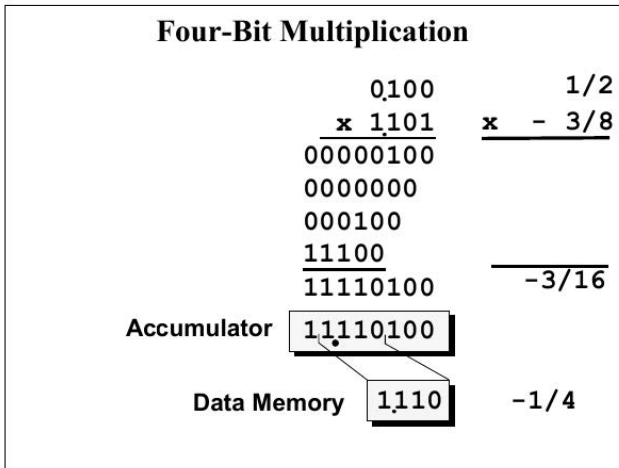 Four-Bit Multiplication
0.100 1/2
x 1.101 x - 3/8
00000100
0000000
000100
11100
11110100 -3/16
Accumulator 11.110100
Data Memory 1.110 -1/4